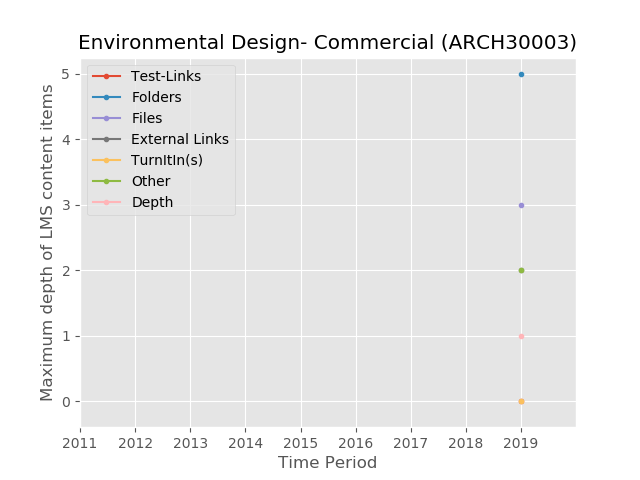 Environmental Design- Commercial (ARCH30003)
Maximum depth of LMS content items
5
4
3
2
1
0
Test-Links
Folders
Files
External Links
TurnItIn(s)
Other
Depth
2011 2012 2013 2014 2015 2016 2017 2018 2019
Time Period